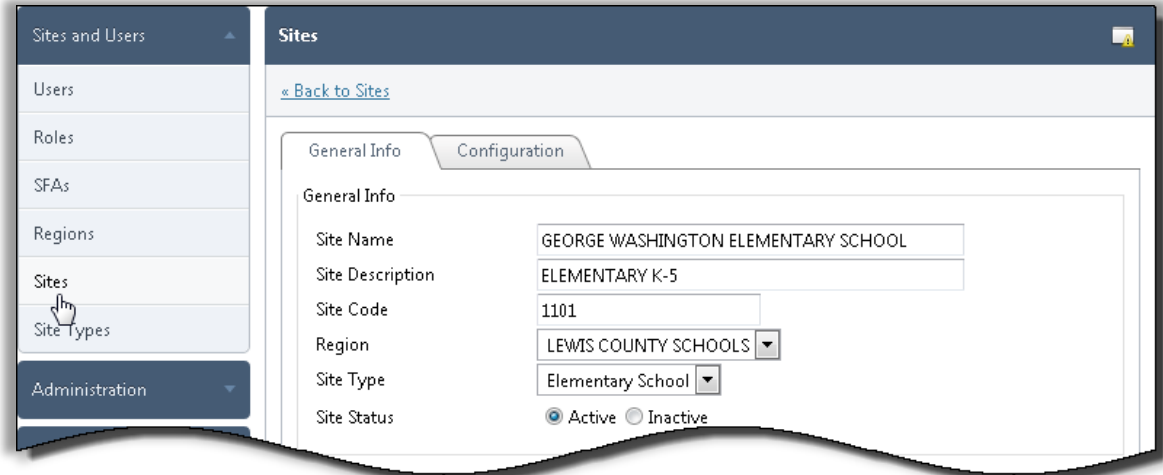 Sites and Users
Users
Roles
SFAs
Regions
Sites
Site Types
Administration
Sites
« Back to Sites
General Info
Configuration
General Info
Site Name GEORGE WASHINGTON ELEMENTARY SCHOOL
Site Description ELEMENTARY K-5
Site Code 1101
Region LEWIS COUNTY SCHOOLS
Site Type Elementary School
Site Status Active Inactive